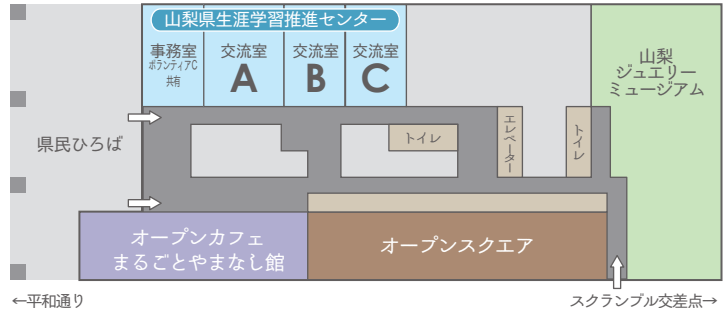 山梨県生涯学習推進センター
事務室
ボランティアC
共有
交流室
A
交流室
B
交流室
C
山梨
ジュエリー
ミュージアム
県民ひろば
トイレ
エレベーター
トイレ
オープンカフェ
まるごとやまなし館
オープンスクエア
←平和通り
スクランブル交差点→